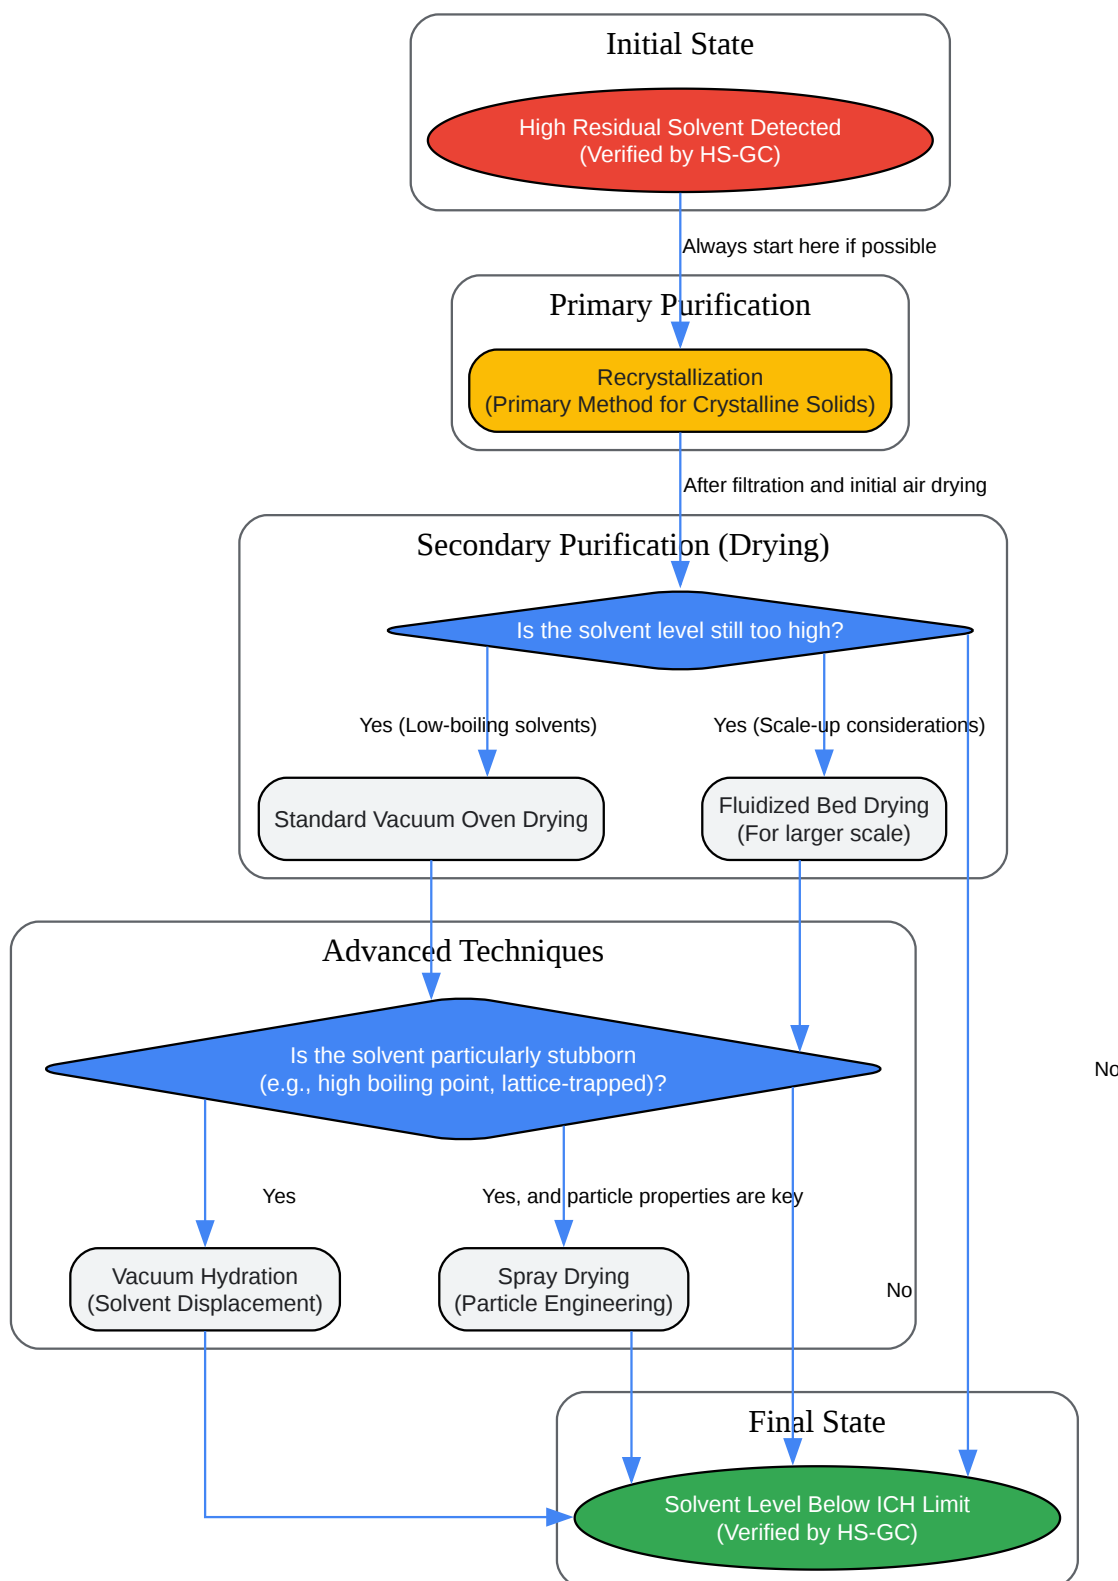 Initial State
High Residual Solvent Detected
(Verified by HS-GC)
Always start here if possible
Primary Purification
Recrystallization
(Primary Method for Crystalline Solids)
After filtration and initial air drying
Secondary Purification (Drying)
Is the solvent level still too high?
Yes (Low-boiling solvents)
Yes (Scale-up considerations)
Standard Vacuum Oven Drying
Fluidized Bed Drying
(For larger scale)
Advanced Techniques
Is the solvent particularly stubborn
(e.g., high boiling point, lattice-trapped)?
No
Yes
Yes, and particle properties are key
Vacuum Hydration
(Solvent Displacement)
Spray Drying
(Particle Engineering)
No
Final State
Solvent Level Below ICH Limit
(Verified by HS-GC)